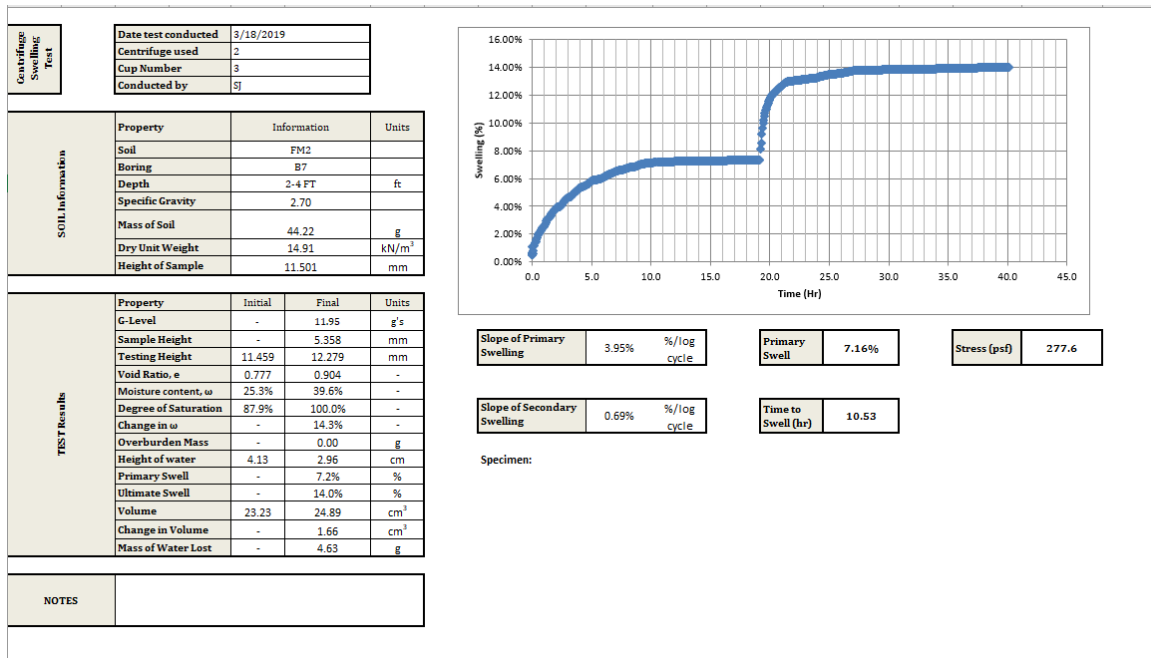 Centrifuge
Swelling
Test
Date test conducted 3/18/2019
Centrifuge used 2
Cup Number 3
Conducted by SJ
SOIL Information
Property Information Units
Soil FM2
Boring B7
Depth 2-4 FT ft
Specific Gravity 2.70
Mass of Soil 44.22 g
Dry Unit Weight 14.91 kN/m³
Height of Sample 11.501 mm
TEST Results
Property Initial Final Units
G-Level - 11.95 g's
Sample Height - 5.358 mm
Testing Height 11.459 12.279 mm
Void Ratio, e 0.777 0.904 -
Moisture content, ω 25.3% 39.6% -
Degree of Saturation 87.9% 100.0% -
Change in ω - 14.3% -
Overburden Mass - 0.00 g
Height of water 4.13 2.96 cm
Primary Swell - 7.2% %
Ultimate Swell - 14.0% %
Volume 23.23 24.89 cm³
Change in Volume - 1.66 cm³
Mass of Water Lost - 4.63 g
NOTES
16.00%
14.00%
12.00%
10.00%
8.00%
6.00%
4.00%
2.00%
0.00%
Swelling (%)
0.0 5.0 10.0 15.0 20.0 25.0 30.0 35.0 40.0 45.0
Time (Hr)
Slope of Primary
Swelling 3.95% %/log
cycle
Primary
Swell 7.16%
Stress (psf) 277.6
Slope of Secondary
Swelling 0.69% %/log
cycle
Time to
Swell (hr) 10.53
Specimen: